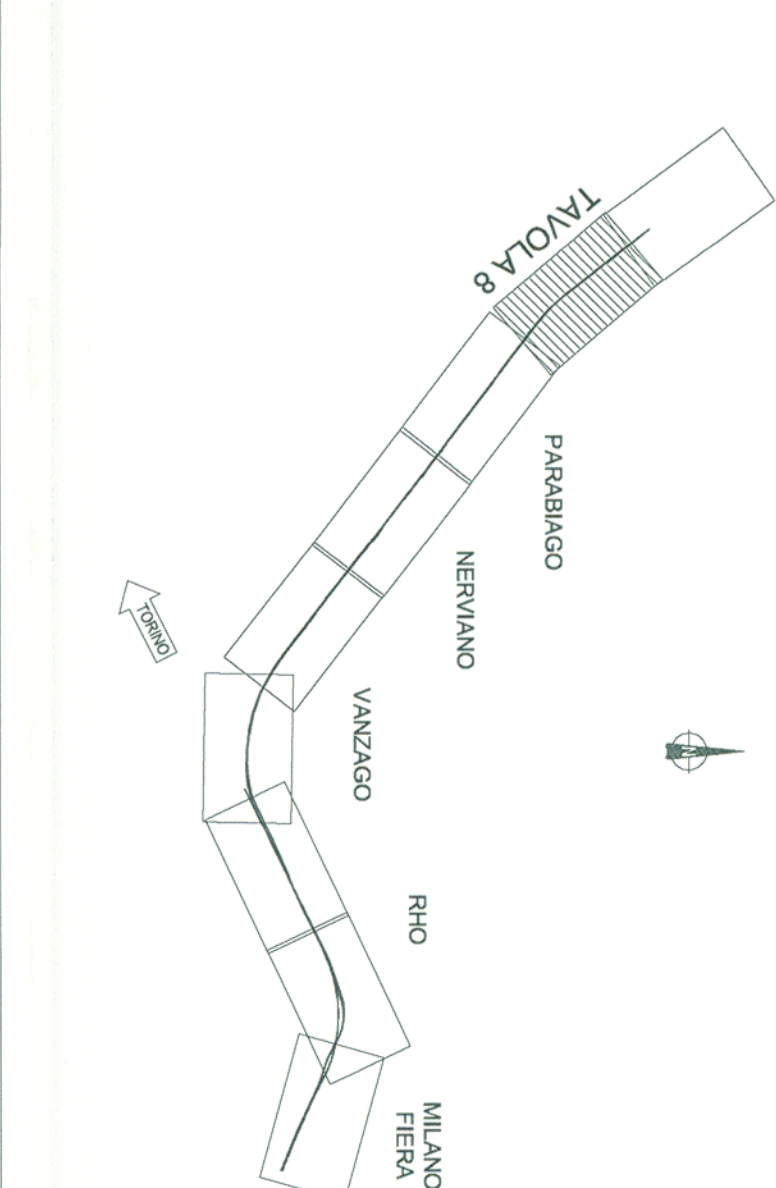 TAVOLA 8
PARABIAGO
NERVIANO
TORINO
VANZAGO
N
RHO
MILANO
FIERA